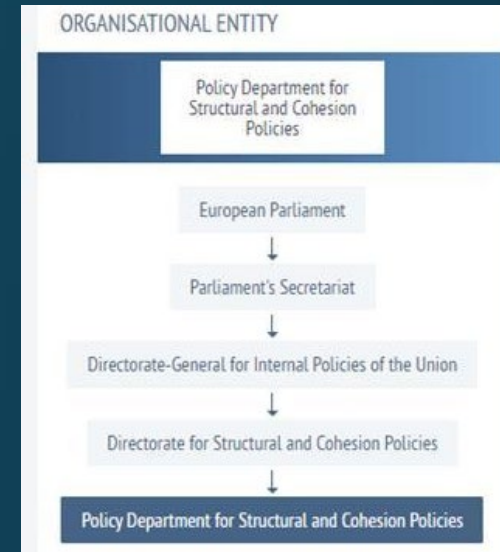 ORGANISATIONAL ENTITY
Policy Department for
Structural and Cohesion
Policies
European Parliament
Parliament's Secretariat
Directorate-General for Internal Policies of the Union
Directorate for Structural and Cohesion Policies
Policy Department for Structural and Cohesion Policies